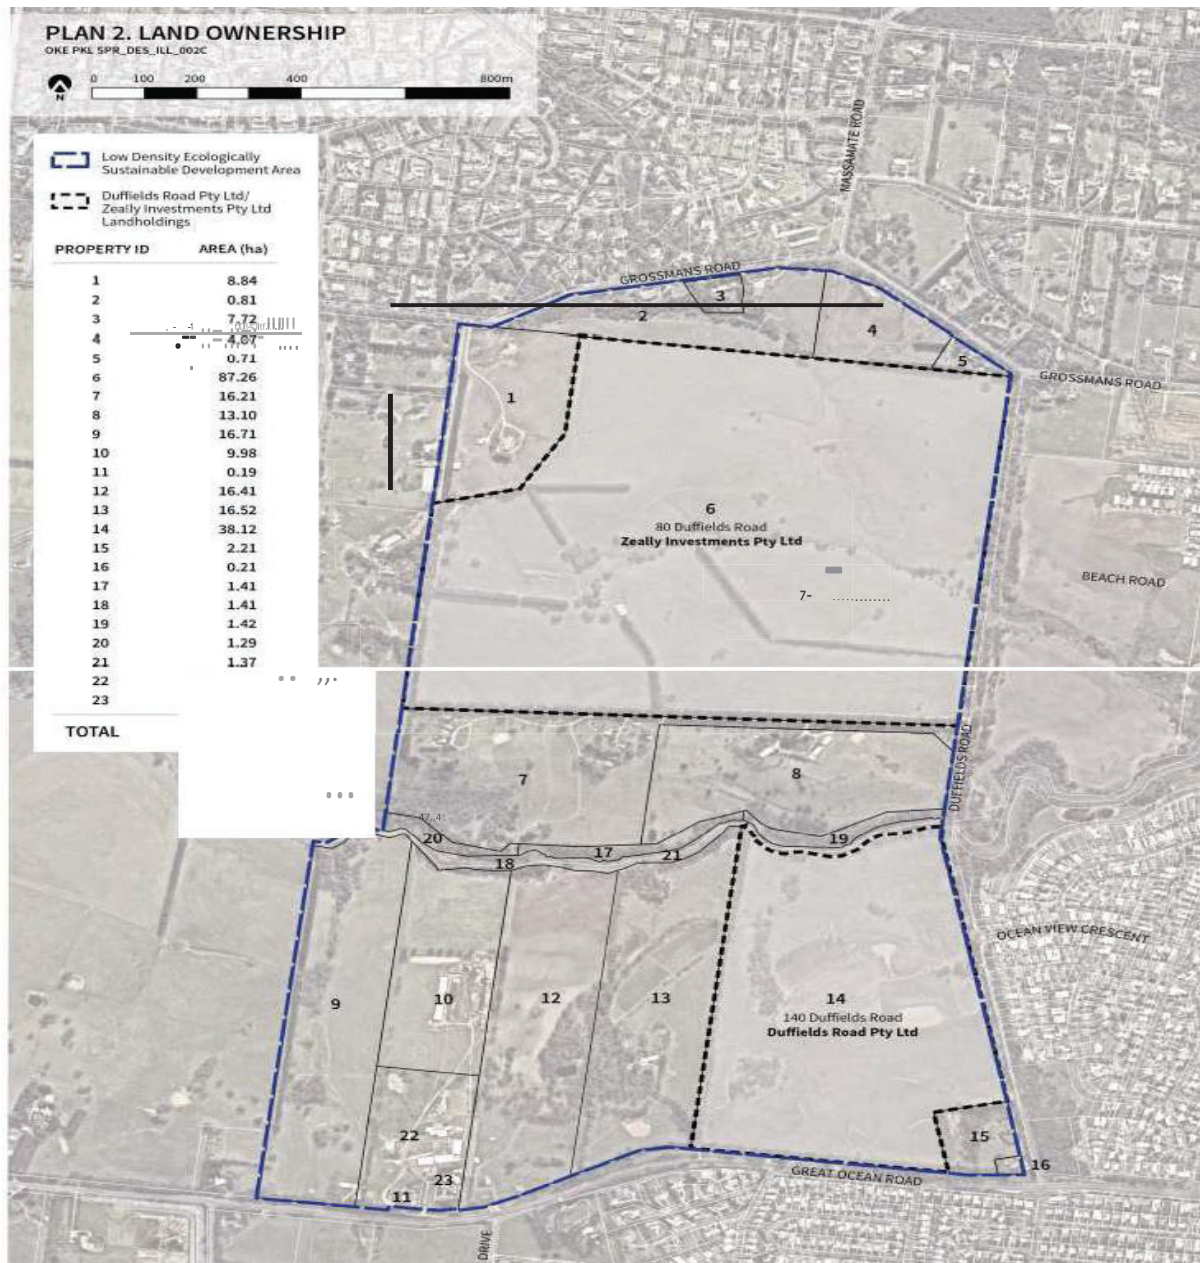 PLAN 2. LAND OWNERSHIP
OKE PKL SPR_DES_ILL_002C
0 100 200 400 800m
N
Low Density Ecologically
Sustainable Development Area
Duffields Road Pty Ltd/
Zeally Investments Pty Ltd
Landholdings
PROPERTY ID AREA (ha)
1 8.84
2 0.81
3 7.72
4 4.07
5 0.71
6 87.26
7 16.21
8 13.10
9 16.71
10 9.98
11 0.19
12 16.41
13 16.52
14 38.12
15 2.21
16 0.21
17 1.41
18 1.41
19 1.42
20 1.29
21 1.37
22
23
TOTAL
MASSAMATE ROAD
GROSSMANS ROAD
3
2
4
5
GROSSMANS ROAD
1
6
80 Duffields Road
Zeally Investments Pty Ltd
BEACH ROAD
7-
DUFFIELDS ROAD
7
8
20
19
18
17
21
OCEAN VIEW CRESCENT
9
10
12
13
14
140 Duffields Road
Duffields Road Pty Ltd
22
15
23
16
11
GREAT OCEAN ROAD
DRIVE